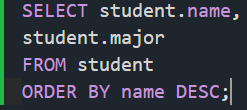 SELECT student.name,
student.major
FROM student
ORDER BY name DESC;